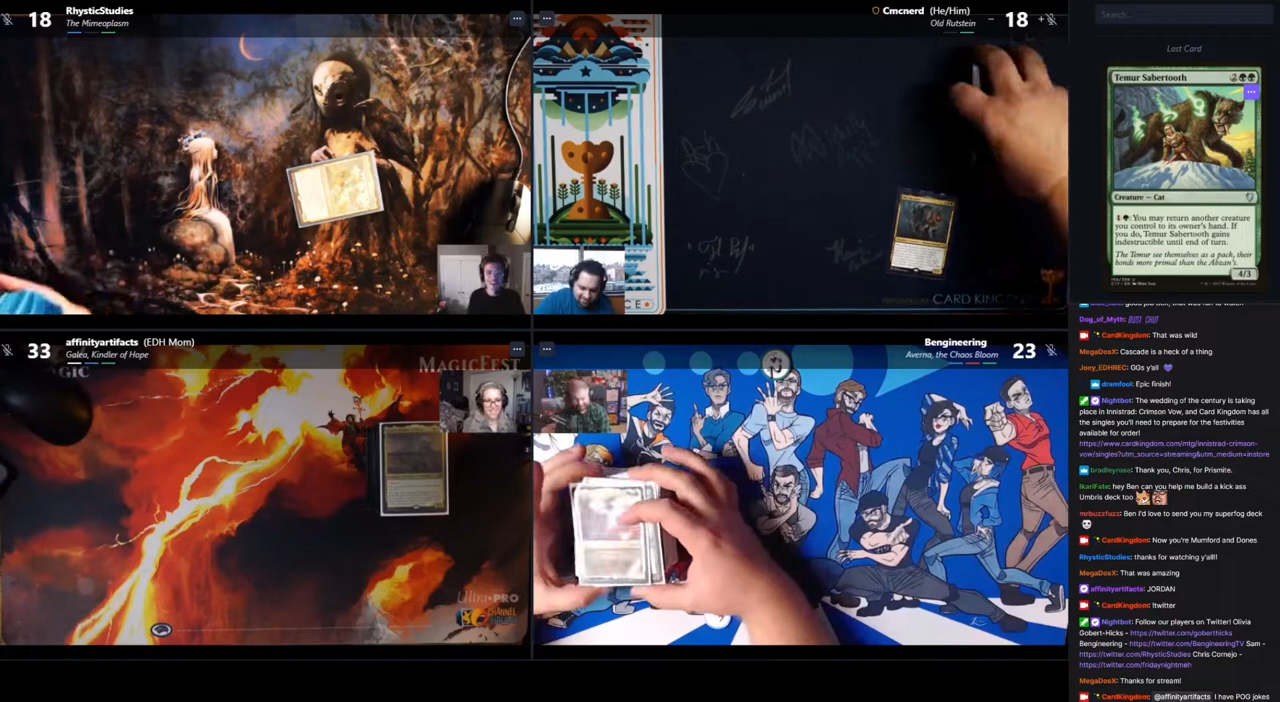 18 RhysticStudies
The Mimeoplasm
Cmcnerd (He/Him) 18
Old Rutstein
CARD KING
33 affinityartifacts (EDH Mom)
Galea, Kindler of Hope
MAGICFEST
Ultra·PRO
CHANNEL
Bengineering 23
Averna, the Chaos Bloom
Search...
Last Card
Temur Sabertooth
Creature — Cat
: You may return another creature
you control to its owner's hand. If
you do, Temur Sabertooth gains
indestructible until end of turn.
The Temur see themselves as a pack, their
bonds more primal than the Abzan's.
4/3
Dog_of_Myth:
CardKingdom: That was wild
MegaDosX: Cascade is a heck of a thing
Joey_EDHREC: GGs y'all 💜
dramfool: Epic finish!
Nightbot: The wedding of the century is taking
place in Innistrad: Crimson Vow, and Card Kingdom has all
the singles you'll need to prepare for the festivities
available for order!
https://www.cardkingdom.com/mtg/innistrad-crimson-
vow/singles?utm_source=streaming&utm_medium=instore
bradleyrose: Thank you, Chris, for Prismite.
IkariFate: hey Ben can you help me build a kick ass
Umbris deck too
mrbuzzfuzz: Ben I'd love to send you my superfog deck
CardKingdom: Now you're Mumford and Dones
RhysticStudies: thanks for watching y'all!!
MegaDosX: That was amazing
affinityartifacts: JORDAN
CardKingdom: !twitter
Nightbot: Follow our players on Twitter! Olivia
Gobert-Hicks - https://twitter.com/goberthicks
Bengineering - https://twitter.com/BengineeringTV Sam -
https://twitter.com/RhysticStudies Chris Cornejo -
https://twitter.com/fridaynightmeh
MegaDosX: Thanks for stream!
CardKingdom: @affinityartifacts I have POG jokes